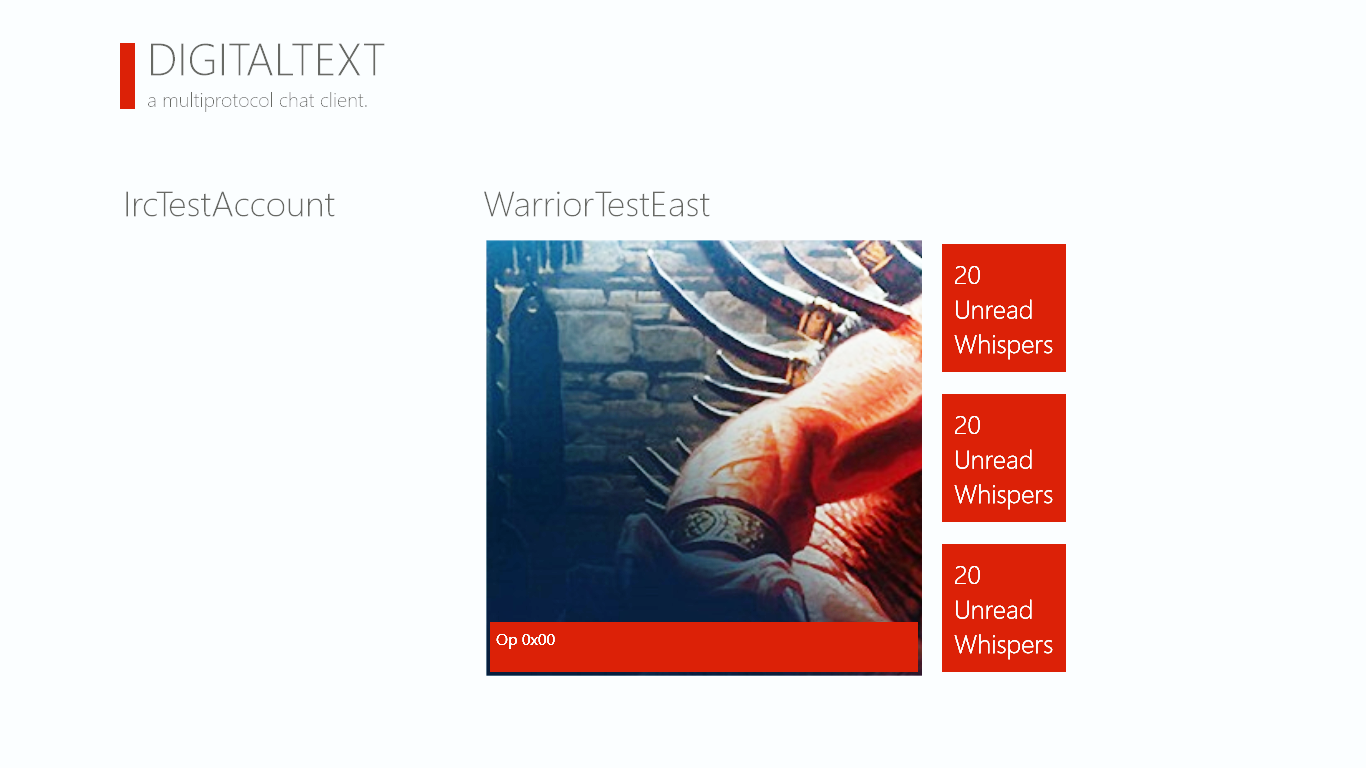 DIGITALTEXT
a multiprotocol chat client.
IrcTestAccount
WarriorTestEast
Op 0x00
20
Unread
Whispers
20
Unread
Whispers
20
Unread
Whispers